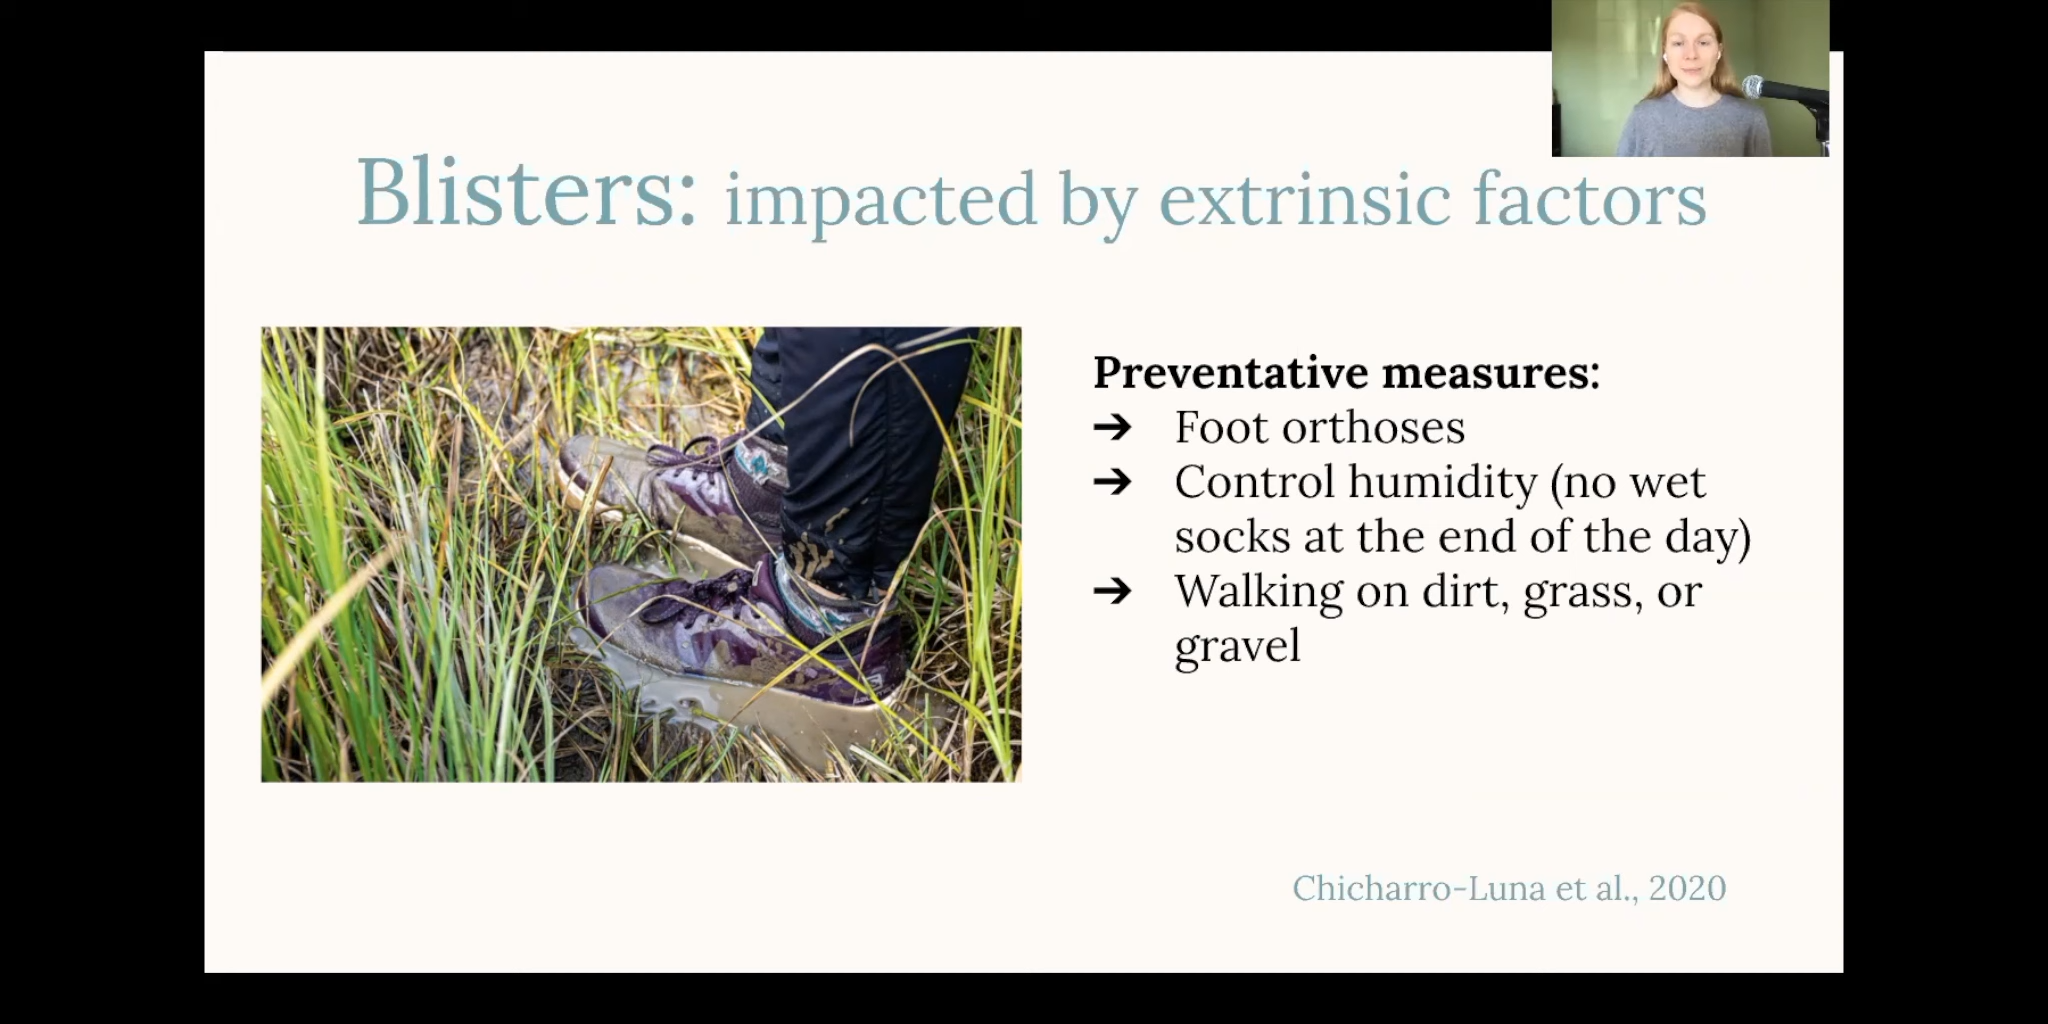 Blisters: impacted by extrinsic factors
Preventative measures:
➔ Foot orthoses
➔ Control humidity (no wet
socks at the end of the day)
➔ Walking on dirt, grass, or
gravel
Chicharro-Luna et al., 2020